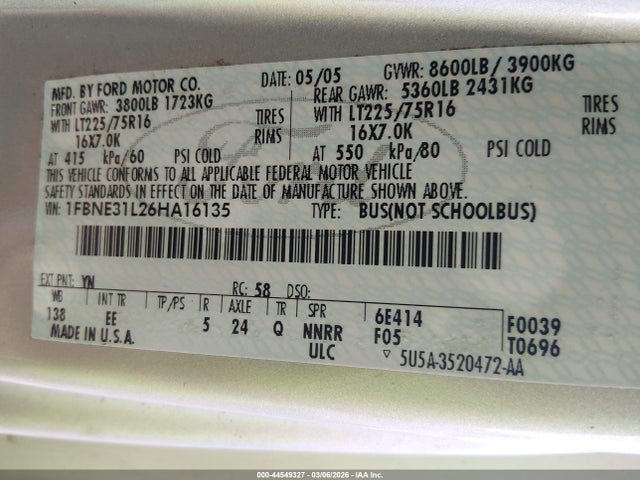 MFD. BY FORD MOTOR CO. DATE: 05/05 GVWR: 8600LB/ 3900KG
FRONT GAWR: 3800LB 1723KG REAR GAWR: 5360LB 2431KG
WITH LT225/75R16 TIRES WITH LT225/75R16 TIRES
16X7.0K RIMS 16X7.0K RIMS
AT 415 kPa/60 PSI COLD AT 550 kPa/80 PSI COLD
THIS VEHICLE CONFORMS TO ALL APPLICABLE FEDERAL MOTOR VEHICLE
SAFETY STANDARDS IN EFFECT ON THE DATE OF MANUFACTURE SHOWN ABOVE.
VIN: 1FBNE31L26HA16135 TYPE: BUS(NOT SCHOOLBUS)
EXT PNT: YN RC: 58 DSO:
WB INT TR TP/PS R AXLE TR SPR 6E414 F0039
138 EE 5 24 Q NNRR F05 T0696
MADE IN U.S.A. ULC ▽ 5U5A-3520472-AA
000-44549327 | 03/06/2026 | IAA Inc.